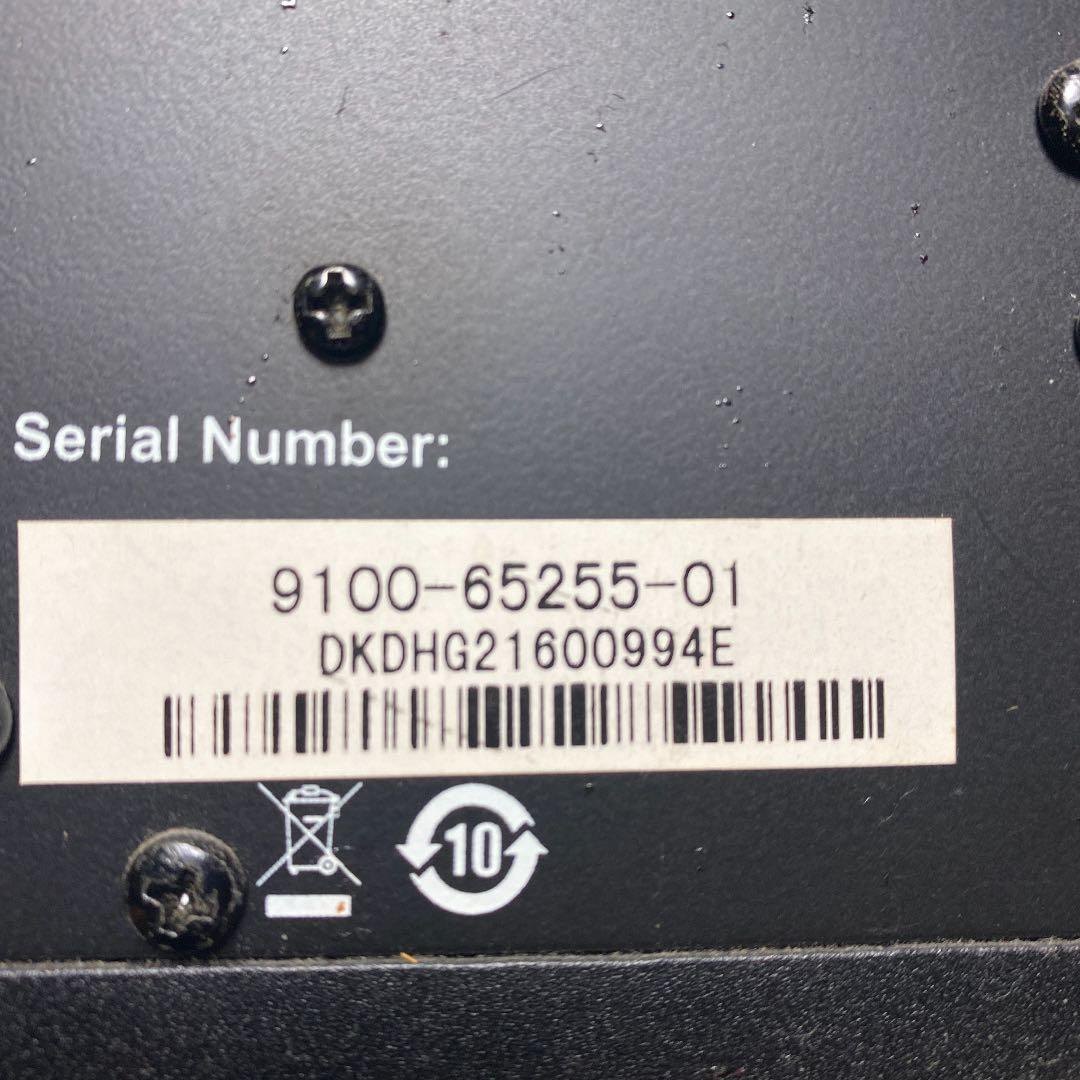 Serial Number:
9100-65255-01
DKDHG21600994E
10